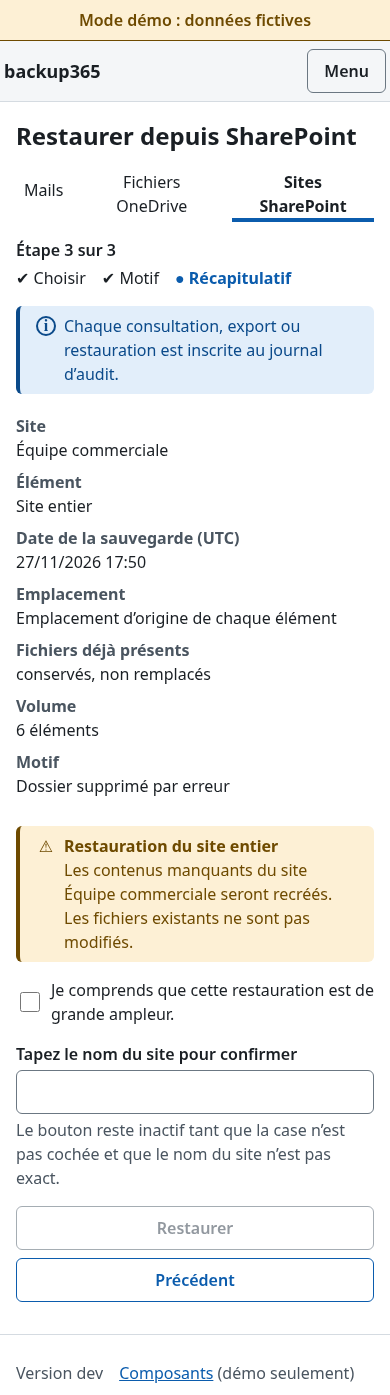 Mode démo : données fictives
backup365
Menu
Restaurer depuis SharePoint
Mails
Fichiers
OneDrive
Sites
SharePoint
Étape 3 sur 3
✔ Choisir ✔ Motif ● Récapitulatif
Chaque consultation, export ou
restauration est inscrite au journal
d’audit.
Site
Équipe commerciale
Élément
Site entier
Date de la sauvegarde (UTC)
27/11/2026 17:50
Emplacement
Emplacement d’origine de chaque élément
Fichiers déjà présents
conservés, non remplacés
Volume
6 éléments
Motif
Dossier supprimé par erreur
⚠ Restauration du site entier
Les contenus manquants du site
Équipe commerciale seront recréés.
Les fichiers existants ne sont pas
modifiés.
Je comprends que cette restauration est de
grande ampleur.
Tapez le nom du site pour confirmer
Le bouton reste inactif tant que la case n’est
pas cochée et que le nom du site n’est pas
exact.
Restaurer
Précédent
Version dev Composants (démo seulement)